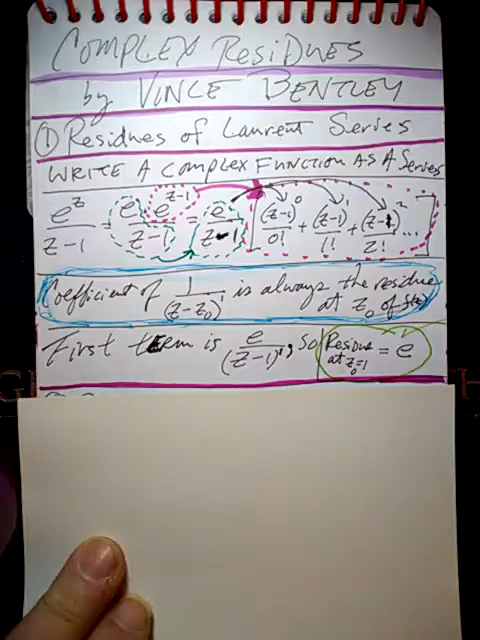 COMPLEX Residues
by VINCE BENTLEY
① Residues of Laurent Series
WRITE A COMPLEX FUNCTION AS A Series
e^z/(z-1) = e e^(z-1)/(z-1) = e/(z-1) [(z-1)^0/0! + (z-1)^1/1! + (z-1)^2/2! ...]
Coefficient of 1/(z-z₀)^1 is always the residue
at z₀ of f(z)
First term is e/(z-1)^1, so Residue at z₀=1 = e